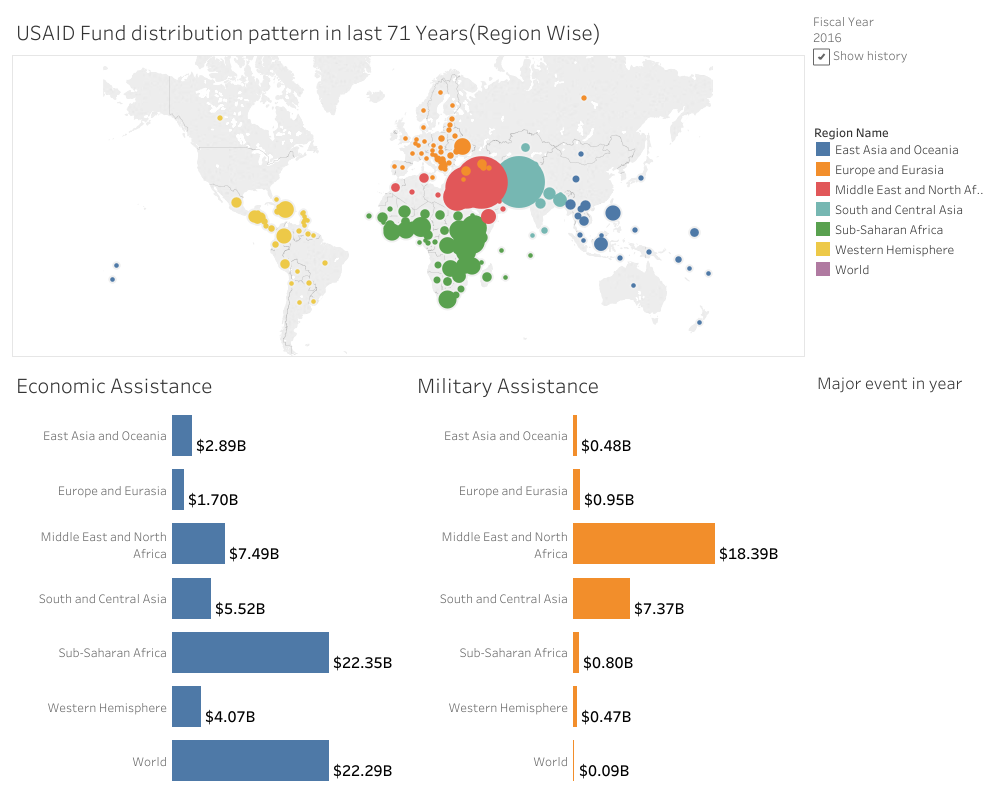 USAID Fund distribution pattern in last 71 Years(Region Wise)
Fiscal Year
2016
Show history
Region Name
East Asia and Oceania
Europe and Eurasia
Middle East and North Af..
South and Central Asia
Sub-Saharan Africa
Western Hemisphere
World
Economic Assistance
East Asia and Oceania
$2.89B
Europe and Eurasia
$1.70B
Middle East and North
Africa
$7.49B
South and Central Asia
$5.52B
Sub-Saharan Africa
$22.35B
Western Hemisphere
$4.07B
World
$22.29B
Military Assistance
East Asia and Oceania
$0.48B
Europe and Eurasia
$0.95B
Middle East and North
Africa
$18.39B
South and Central Asia
$7.37B
Sub-Saharan Africa
$0.80B
Western Hemisphere
$0.47B
World
$0.09B
Major event in year